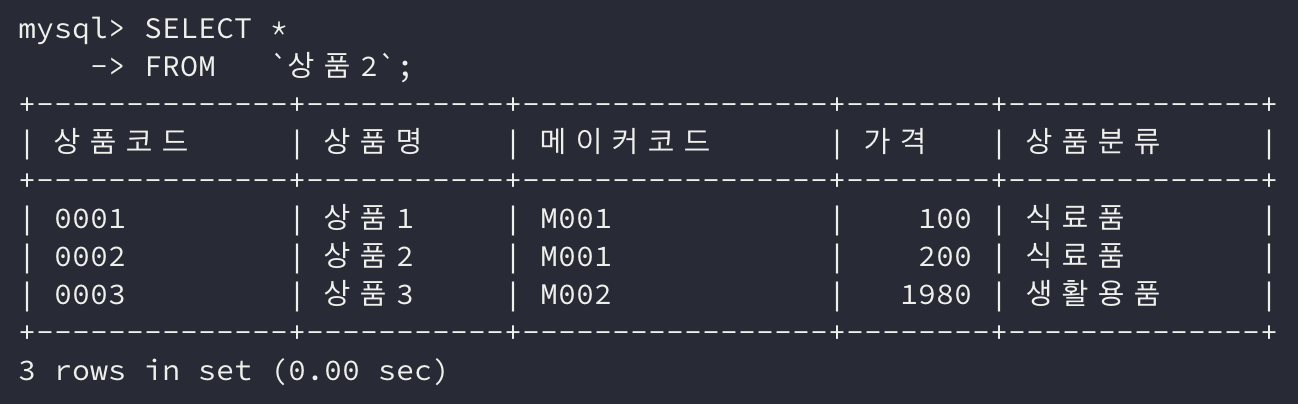 mysql> SELECT *
    -> FROM   `상품2`;
+--------------+-----------+-----------------+--------+--------------+
| 상품코드      | 상품명     | 메이커코드       | 가격    | 상품분류      |
+--------------+-----------+-----------------+--------+--------------+
| 0001         | 상품1     | M001            |    100 | 식료품        |
| 0002         | 상품2     | M001            |    200 | 식료품        |
| 0003         | 상품3     | M002            |   1980 | 생활용품      |
+--------------+-----------+-----------------+--------+--------------+
3 rows in set (0.00 sec)